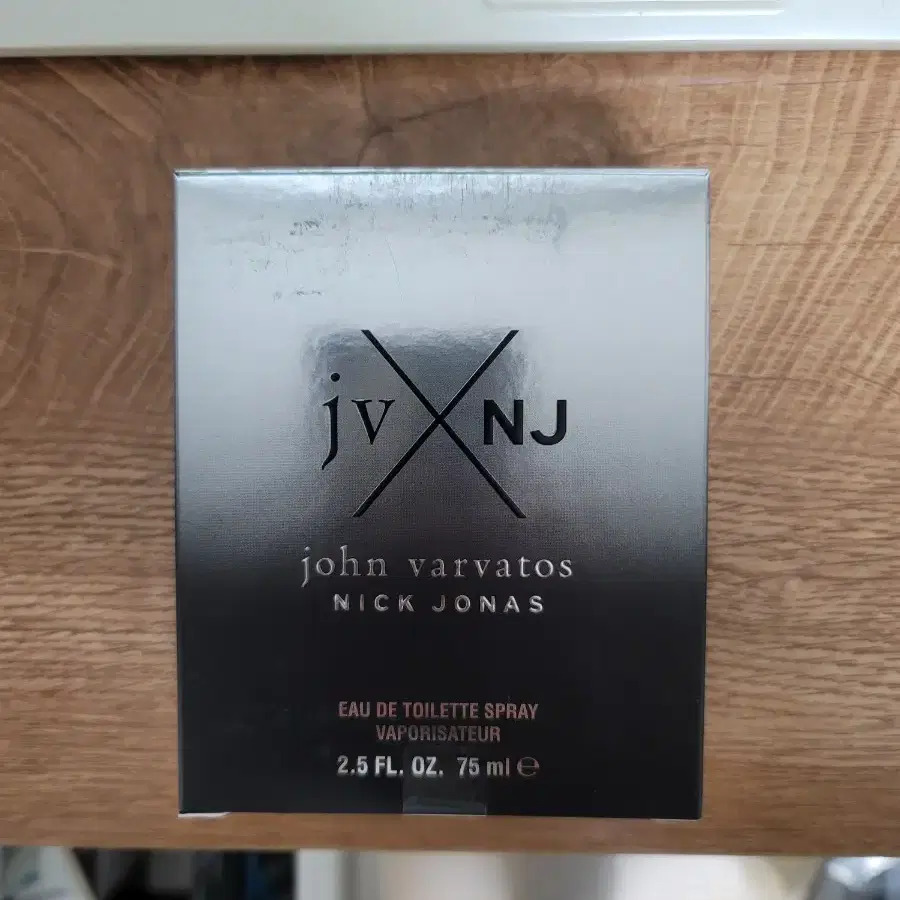 jv X NJ
john varvatos
NICK JONAS
EAU DE TOILETTE SPRAY
VAPORISATEUR
2.5 FL. OZ. 75 ml ℮